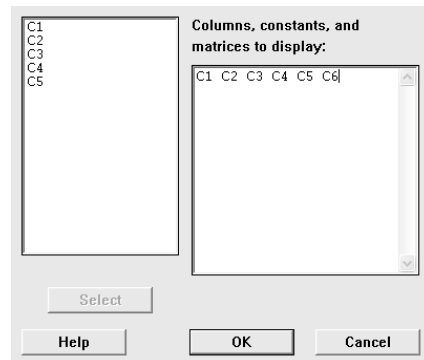 C1
C2
C3
C4
C5
Columns, constants, and
matrices to display:
C1 C2 C3 C4 C5 C6
Select
Help
OK
Cancel